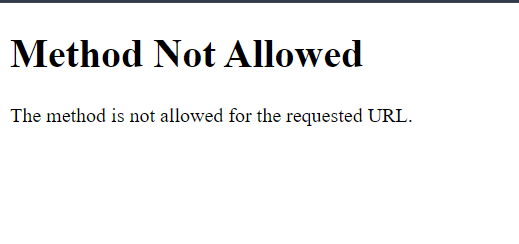 Method Not Allowed
The method is not allowed for the requested URL.